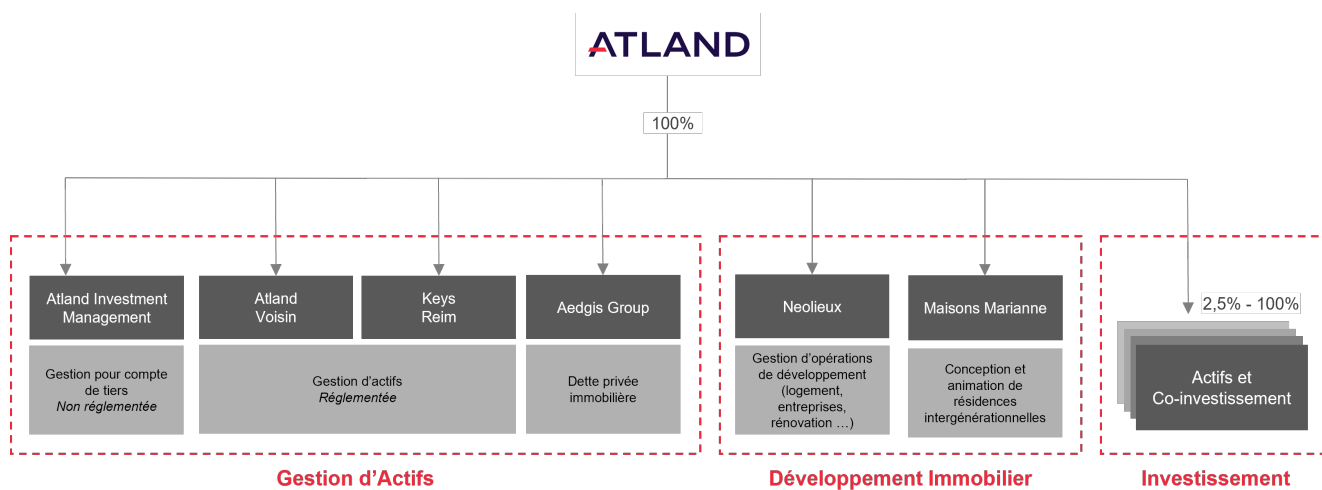 ATLAND
100%
2,5% - 100%
Atland Investment
Management
Atland
Voisin
Keys
Reim
Aedgis Group
Neolieux
Maisons Marianne
Actifs et
Co-investissement
Gestion pour compte
de tiers
Non réglementée
Gestion d'actifs
Réglementée
Dette privée
immobilière
Gestion d'opérations
de développement
(logement,
entreprises,
rénovation …)
Conception et
animation de
résidences
intergénérationnelles
Gestion d'Actifs
Développement Immobilier
Investissement